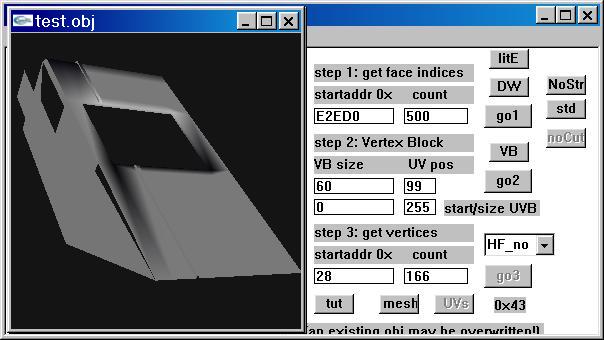 test.obj
litE
step 1: get face indices
DW
NoStr
startaddr 0x count
E2ED0 500
go1
std
step 2: Vertex Block
noCut
VB
VB size UV pos
60 99
go2
0 255 start/size UVB
step 3: get vertices
HF_no
startaddr 0x count
28 166
go3
tut mesh UVs 0x43
an existing obj may be overwritten!)